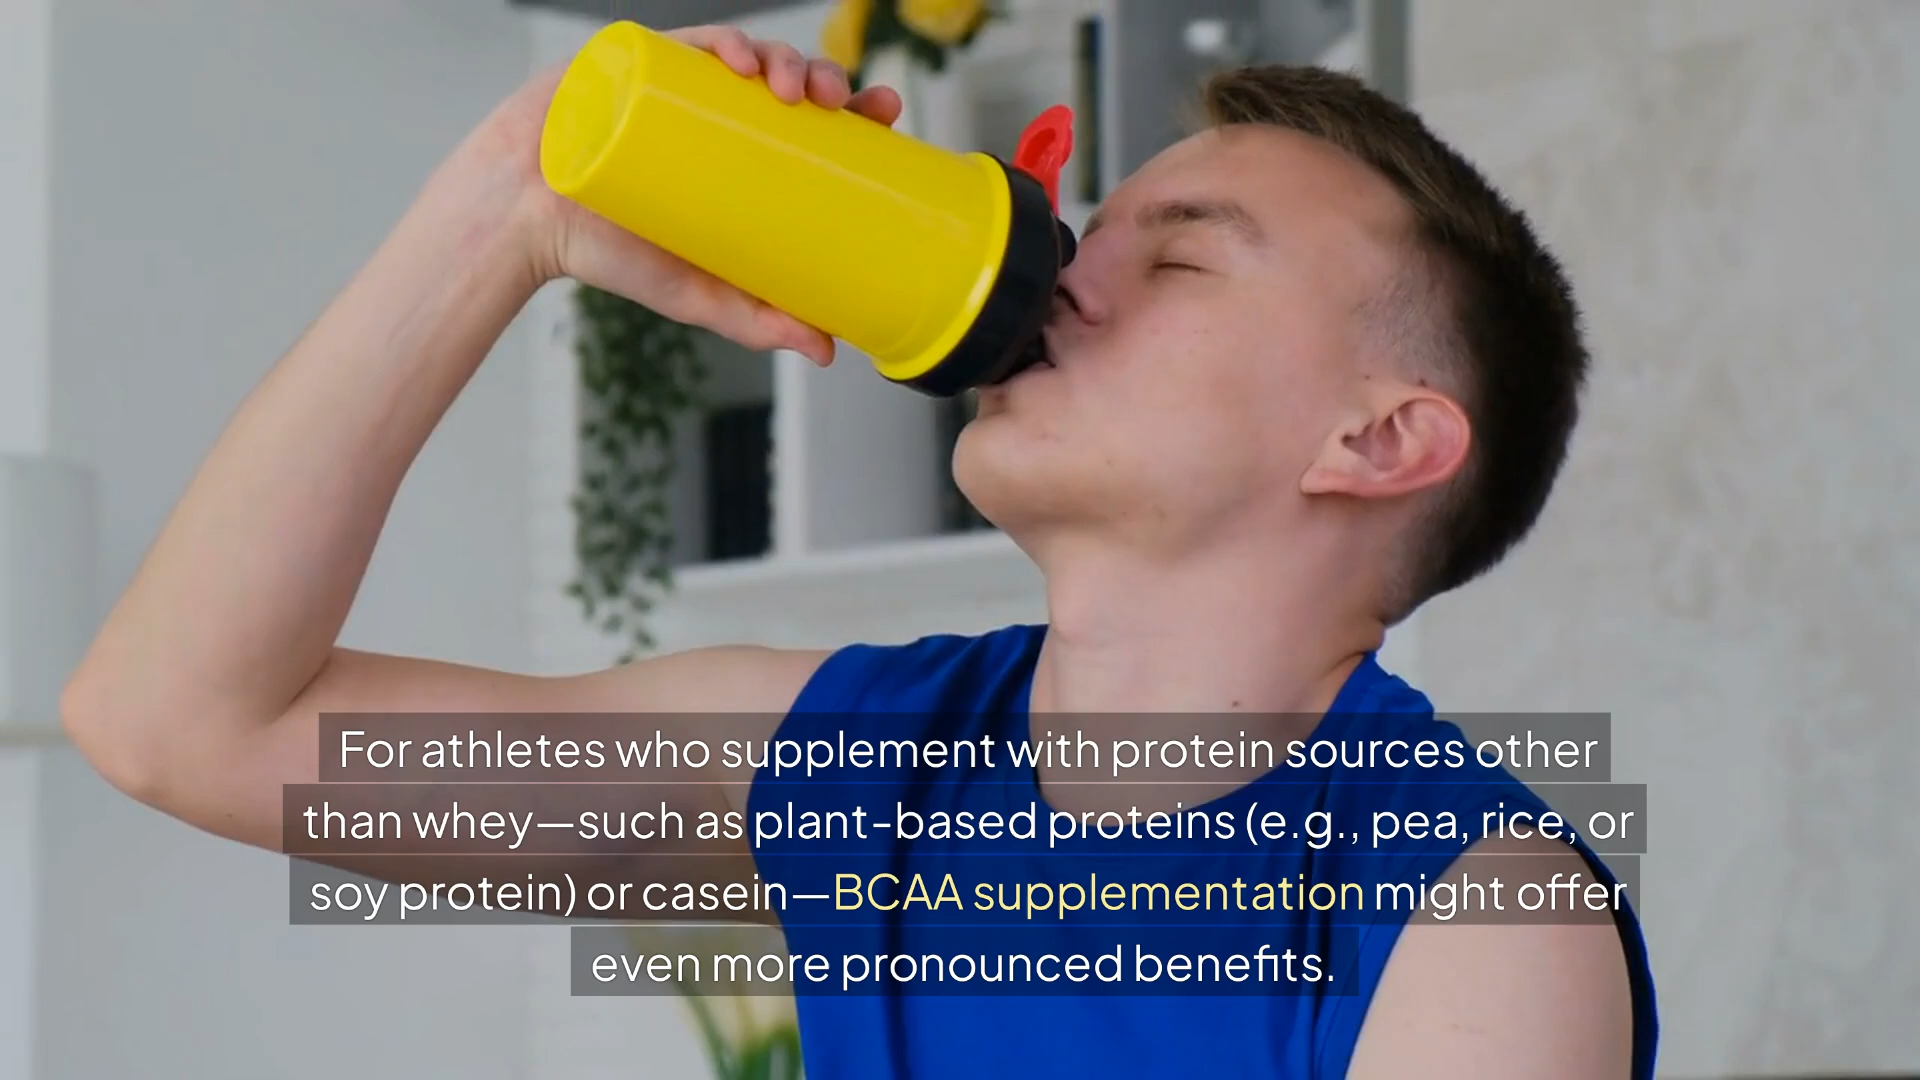 For athletes who supplement with protein sources other
than whey—such as plant-based proteins (e.g., pea, rice, or
soy protein) or casein—BCAA supplementation might offer
even more pronounced benefits.